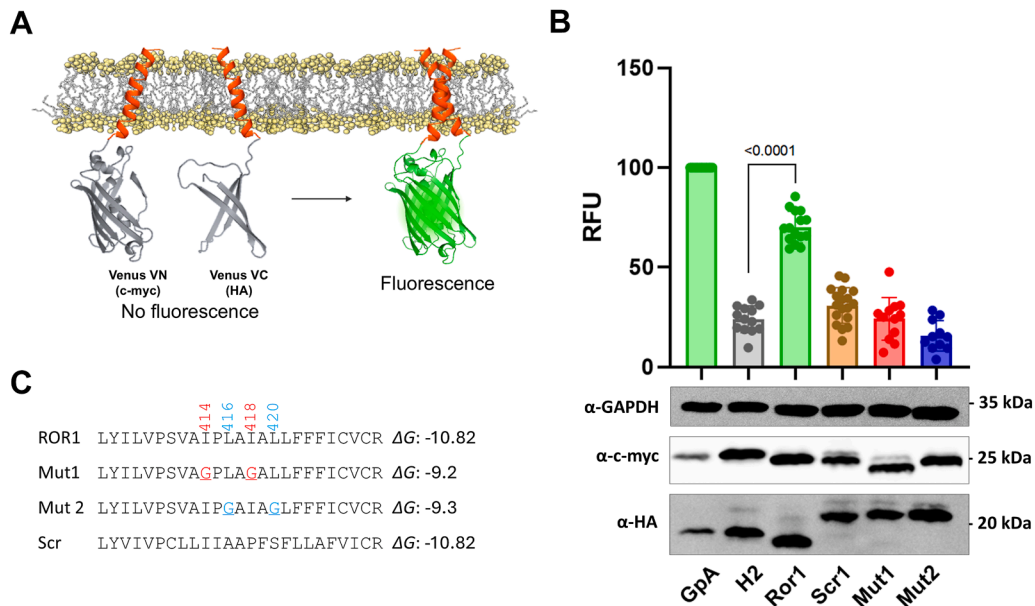 A
Venus VN
(c-myc)
Venus VC
(HA)
No fluorescence
Fluorescence
B
RFU
150
100
50
0
<0.0001
α-GAPDH
- 35 kDa
α-c-myc
- 25 kDa
α-HA
- 20 kDa
GpA
H2
Ror1
Scr1
Mut1
Mut2
C
414
416
418
420
ROR1 LYILVPSVAIPLAIALLFFFICVCR ΔG: -10.82
Mut1 LYILVPSVAGPLAGALLFFFICVCR ΔG: -9.2
Mut 2 LYILVPSVAIPGAIAGLFFFICVCR ΔG: -9.3
Scr LYVIVPCLLIIAAPFSFLLAFVICR ΔG: -10.82